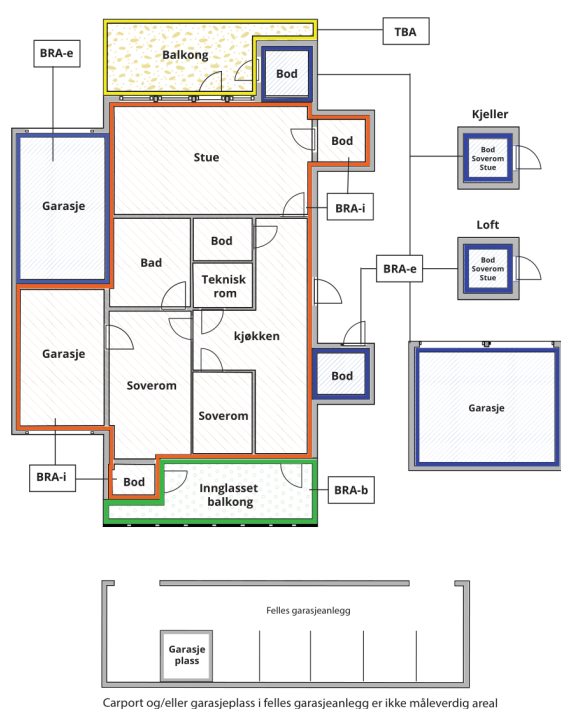 TBA
Balkong
BRA-e
Bod
Kjeller
Bod
Soverom
Stue
Stue
Bod
Garasje
BRA-i
Bod
Bad
Loft
Teknisk
rom
BRA-e
Bod
Soverom
Stue
kjøkken
Garasje
Soverom
Bod
Garasje
Soverom
BRA-i
Bod
Innglasset
balkong
BRA-b
Felles garasjeanlegg
Garasje
plass
Carport og/eller garasjeplass i felles garasjeanlegg er ikke måleverdig areal